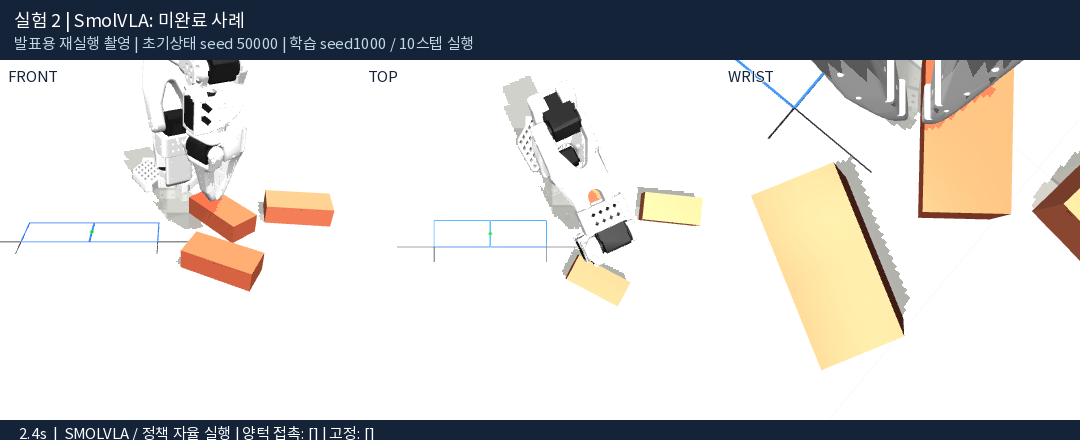 실험 2 | SmolVLA: 미완료 사례
발표용 재실행 촬영 | 초기상태 seed 50000 | 학습 seed1000 / 10스텝 실행
FRONT
TOP
WRIST
2.4s | SMOLVLA / 정책 자율 실행 | 양턱 접촉: [] | 고정: []